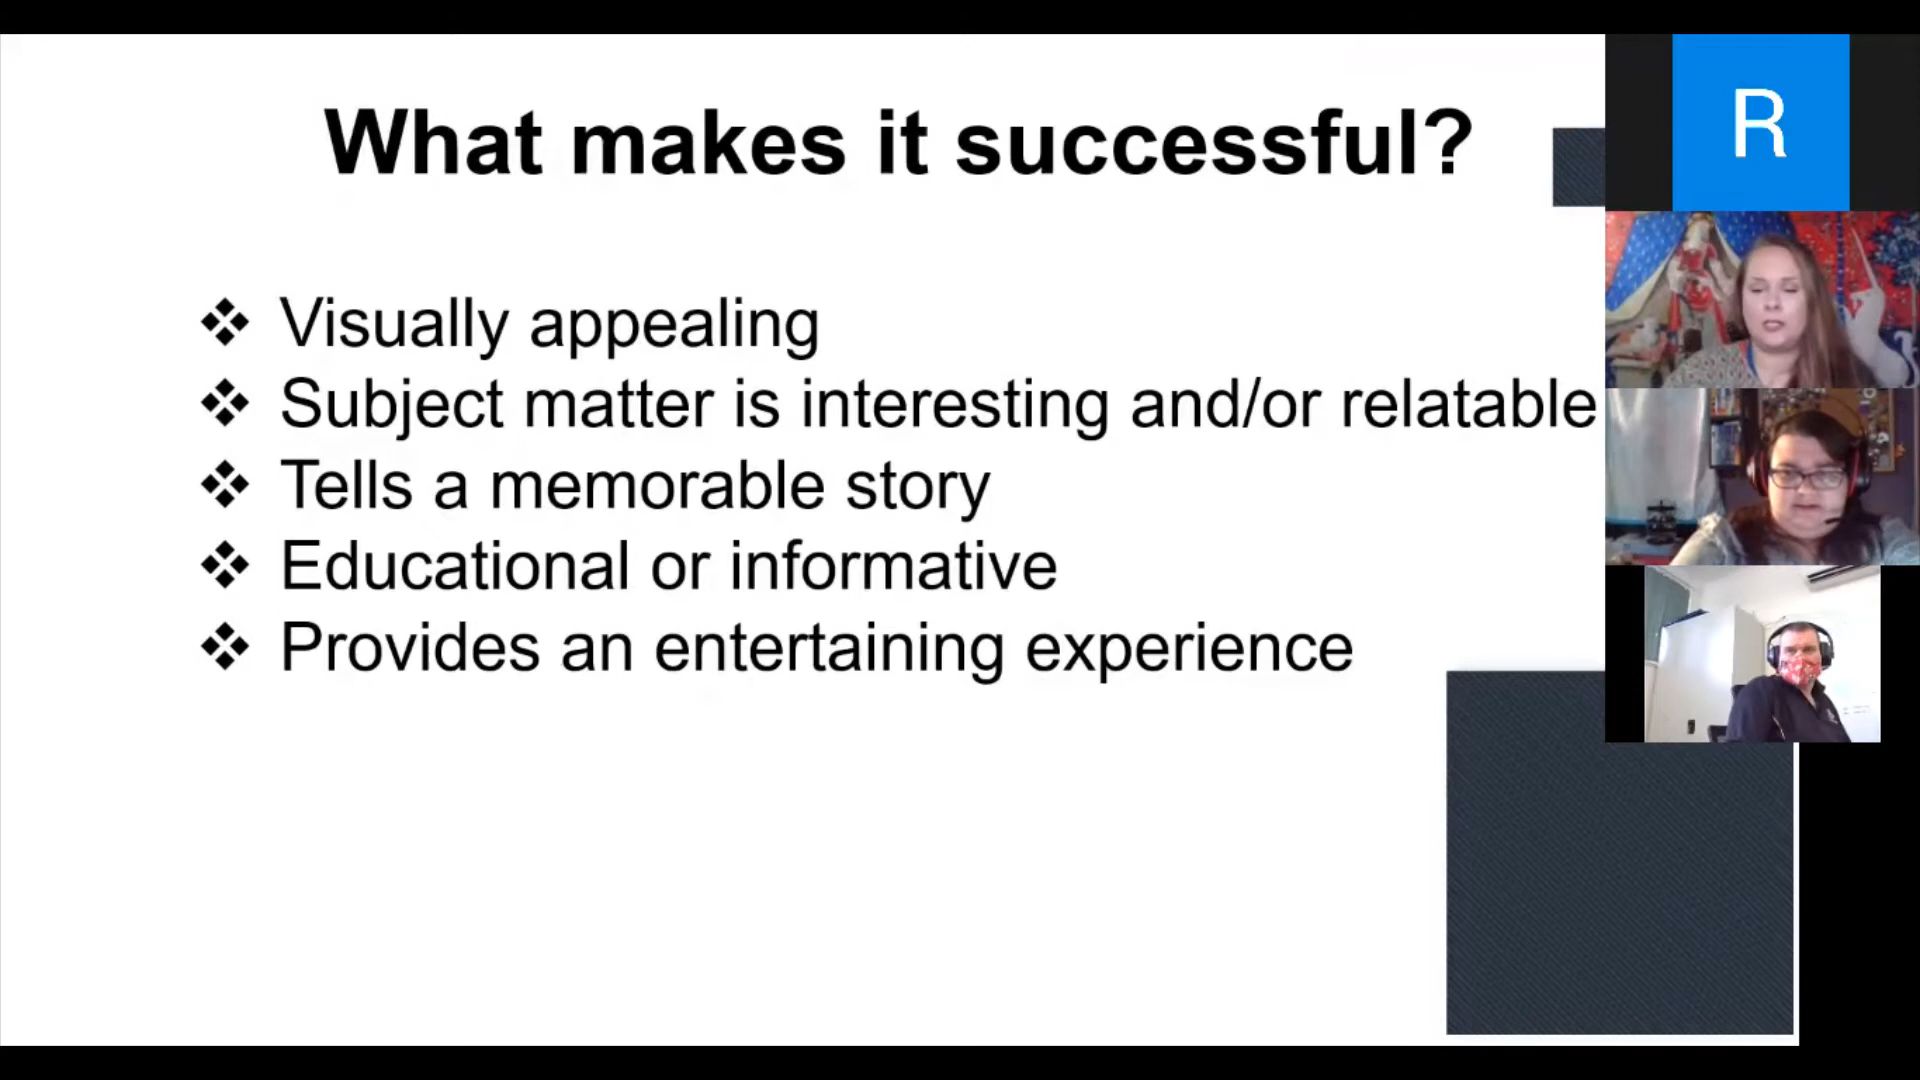 What makes it successful?
R
❖ Visually appealing
❖ Subject matter is interesting and/or relatable
❖ Tells a memorable story
❖ Educational or informative
❖ Provides an entertaining experience